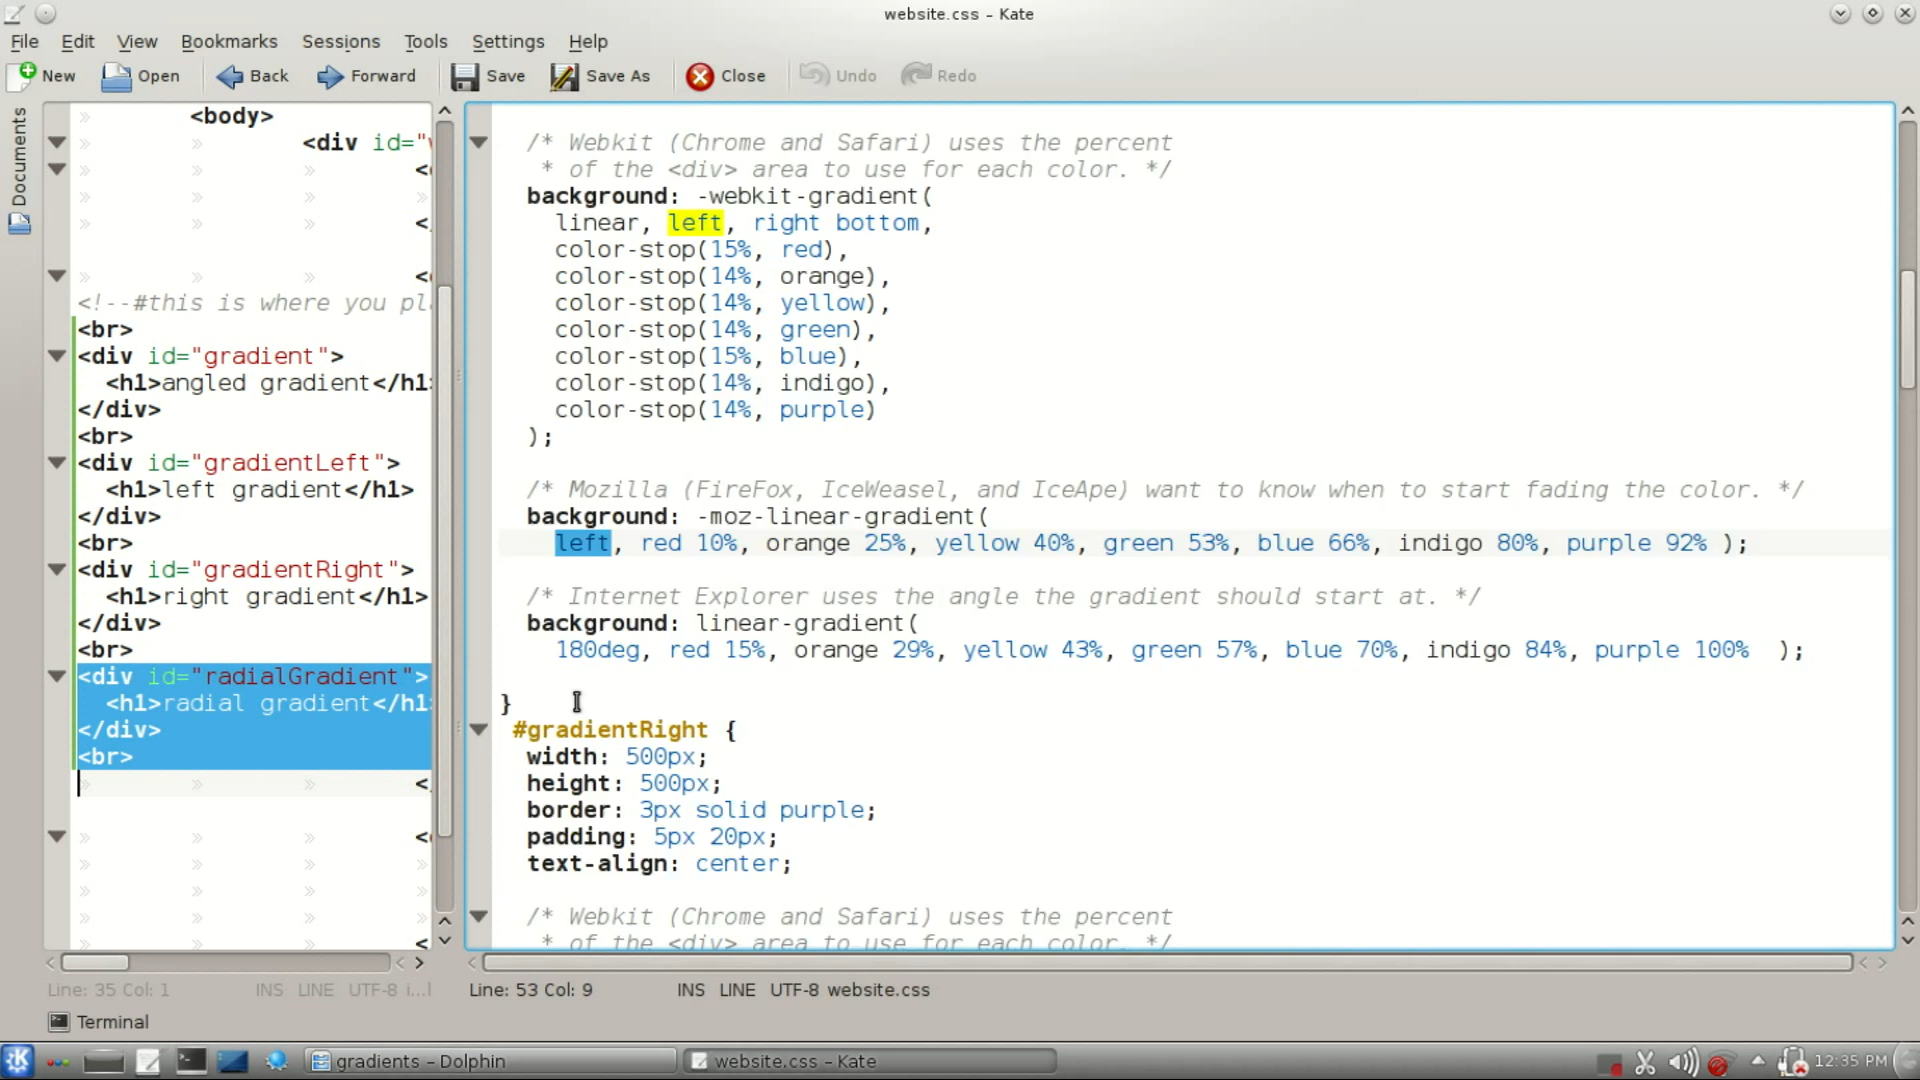 website.css – Kate
File Edit View Bookmarks Sessions Tools Settings Help
New Open Back Forward Save Save As Close Undo Redo
Documents
<body>
<div id="
<!--#this is where you pl
<br>
<div id="gradient">
<h1>angled gradient</h1
</div>
<br>
<div id="gradientLeft">
<h1>left gradient</h1>
</div>
<br>
<div id="gradientRight">
<h1>right gradient</h1>
</div>
<br>
<div id="radialGradient">
<h1>radial gradient</h1
</div>
<br>
/* Webkit (Chrome and Safari) uses the percent
* of the <div> area to use for each color. */
background: -webkit-gradient(
linear, left, right bottom,
color-stop(15%, red),
color-stop(14%, orange),
color-stop(14%, yellow),
color-stop(14%, green),
color-stop(15%, blue),
color-stop(14%, indigo),
color-stop(14%, purple)
);
/* Mozilla (FireFox, IceWeasel, and IceApe) want to know when to start fading the color. */
background: -moz-linear-gradient(
left, red 10%, orange 25%, yellow 40%, green 53%, blue 66%, indigo 80%, purple 92% );
/* Internet Explorer uses the angle the gradient should start at. */
background: linear-gradient(
180deg, red 15%, orange 29%, yellow 43%, green 57%, blue 70%, indigo 84%, purple 100%  );
}
#gradientRight {
width: 500px;
height: 500px;
border: 3px solid purple;
padding: 5px 20px;
text-align: center;
/* Webkit (Chrome and Safari) uses the percent
* of the <div> area to use for each color. */
Line: 35 Col: 1 INS LINE UTF-8 i...l
Line: 53 Col: 9 INS LINE UTF-8 website.css
Terminal
gradients – Dolphin
website.css – Kate
12:35 PM